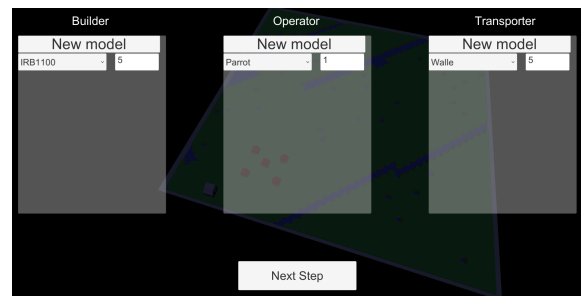 Builder
Operator
Transporter
New model
New model
New model
IRB1100 5
Parrot 1
Walle 5
Next Step